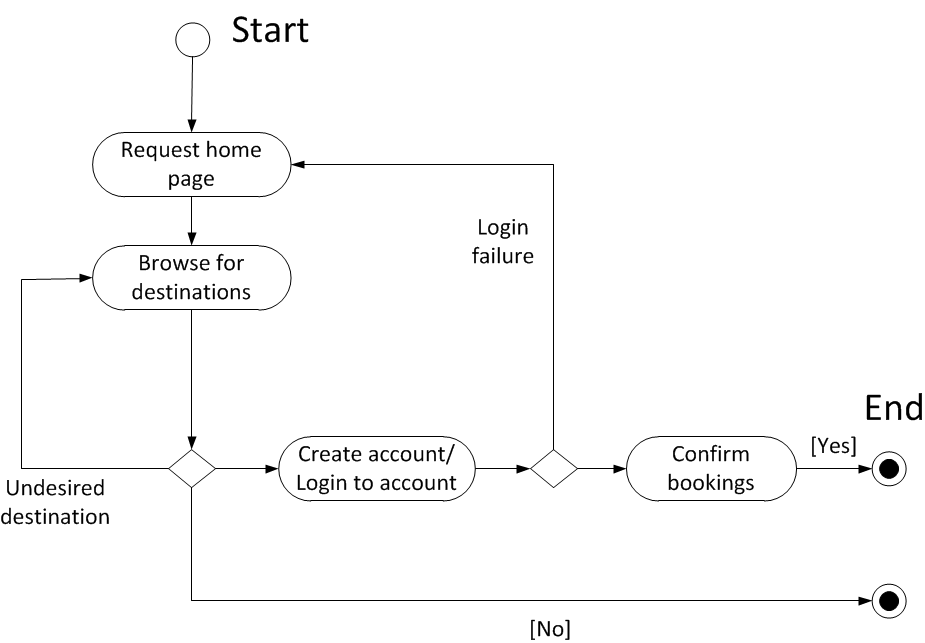 Start
Request home
page
Login
failure
Browse for
destinations
End
[Yes]
Create account/
Login to account
Confirm
bookings
Undesired
destination
[No]